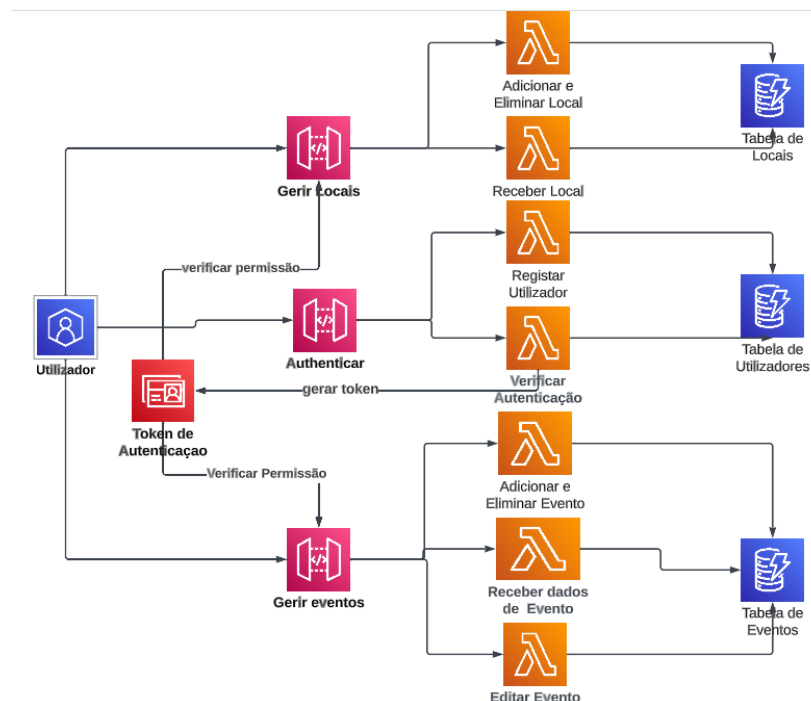 Adicionar e
Eliminar Local
Tabela de
Locais
Gerir Locais
Receber Local
verificar permissão
Registar
Utilizador
Utilizador
Authenticar
Tabela de
Utilizadores
gerar token
Verificar
Autenticação
Token de
Autenticaçao
Verificar Permissão
Adicionar e
Eliminar Evento
Gerir eventos
Receber dados
de Evento
Tabela de
Eventos
Editar Evento